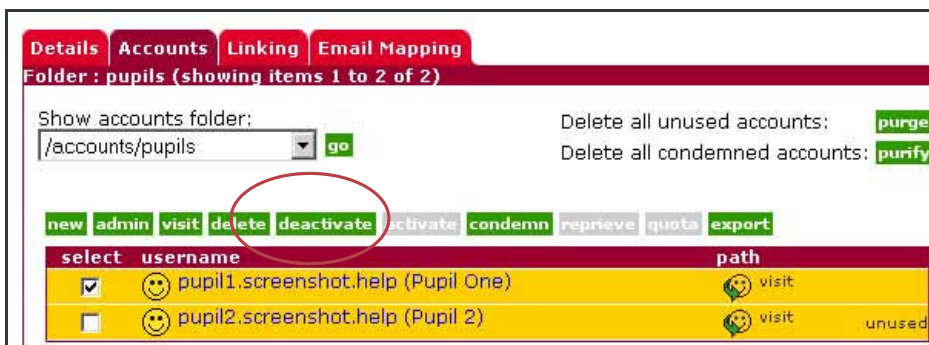 Details Accounts Linking Email Mapping
Folder : pupils (showing items 1 to 2 of 2)
Show accounts folder:
/accounts/pupils go
Delete all unused accounts: purge
Delete all condemned accounts: purify
new admin visit delete deactivate activate condemn reprieve quota export
select username path
pupil1.screenshot.help (Pupil One) visit
pupil2.screenshot.help (Pupil 2) visit unused